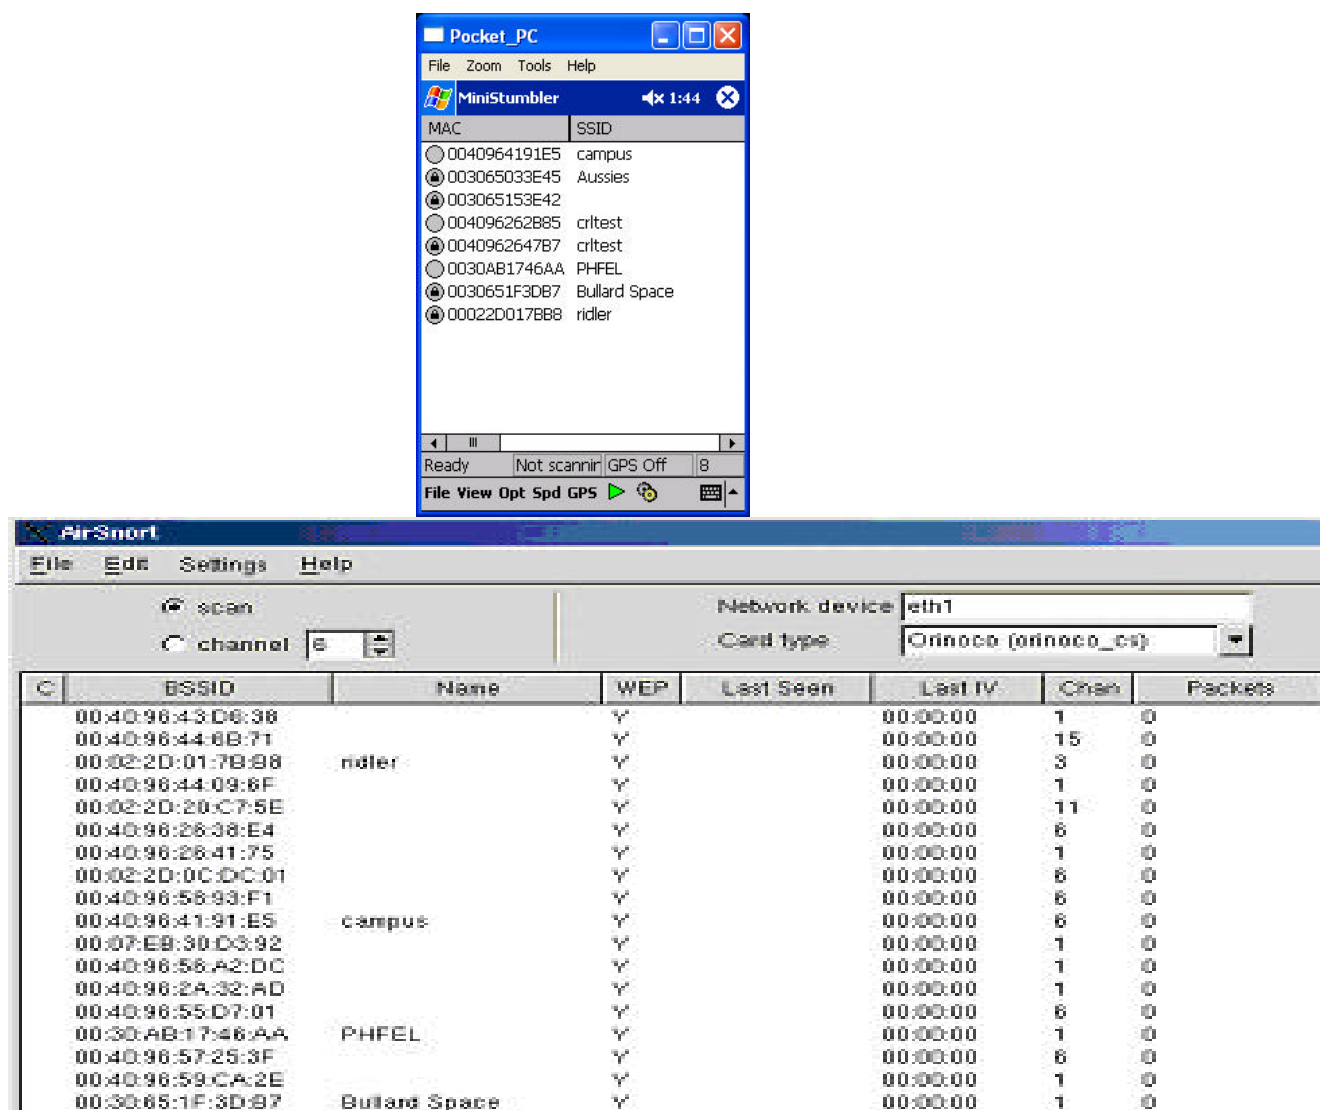 Pocket_PC
File Zoom Tools Help
MiniStumbler 1:44
MAC SSID
0040964191E5 campus
003065033E45 Aussies
003065153E42
004096262B85 crltest
0040962647B7 crltest
0030AB1746AA PHFEL
0030651F3DB7 Bullard Space
00022D017BB8 ridler
Ready Not scannir GPS Off 8
File View Opt Spd GPS
AirSnort
File Edit Settings Help
scan Network device eth1
channel 6 Card type Orinoco (orinoco_cs)
C BSSID Name WEP Last Seen Last IV Chan Packets
00:40:96:43:D6:38 Y 00:00:00 1 0
00:40:96:44:6B:71 Y 00:00:00 15 0
00:02:2D:01:7B:B8 ridler Y 00:00:00 3 0
00:40:96:44:09:6F Y 00:00:00 1 0
00:02:2D:20:C7:5E Y 00:00:00 11 0
00:40:96:26:38:E4 Y 00:00:00 6 0
00:40:96:26:41:75 Y 00:00:00 1 0
00:02:2D:0C:DC:01 Y 00:00:00 6 0
00:40:96:58:93:F1 Y 00:00:00 6 0
00:40:96:41:91:E5 campus Y 00:00:00 6 0
00:07:EB:30:D3:92 Y 00:00:00 1 0
00:40:96:56:A2:DC Y 00:00:00 1 0
00:40:96:2A:32:AD Y 00:00:00 1 0
00:40:96:55:D7:01 Y 00:00:00 6 0
00:30:AB:17:46:AA PHFEL Y 00:00:00 1 0
00:40:96:57:25:3F Y 00:00:00 6 0
00:40:96:59:CA:2E Y 00:00:00 1 0
00:30:65:1F:3D:B7 Bullard Space Y 00:00:00 1 0